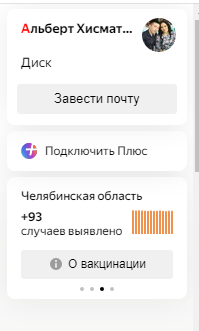 Альберт Хисмат...
Диск
Завести почту
Подключить Плюс
Челябинская область
+93
случаев выявлено
О вакцинации